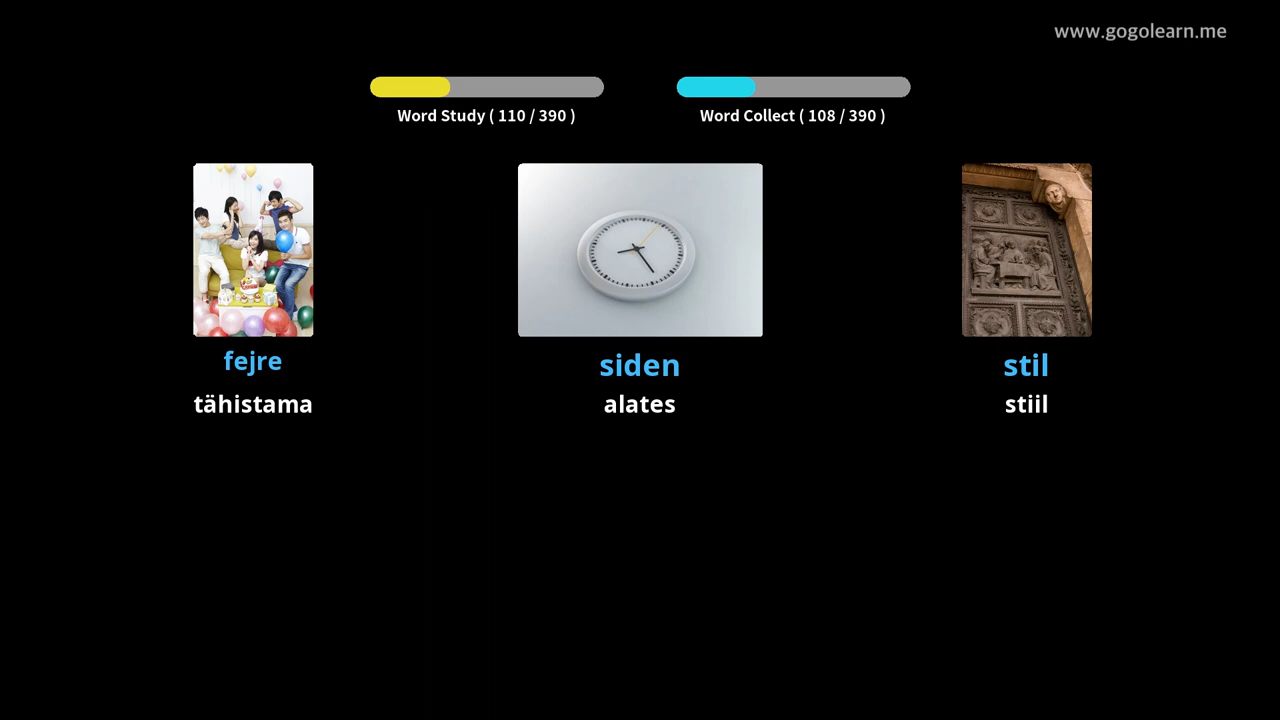 www.gogolearn.me
Word Study ( 110 / 390 )
Word Collect ( 108 / 390 )
fejre
siden
stil
tähistama
alates
stiil